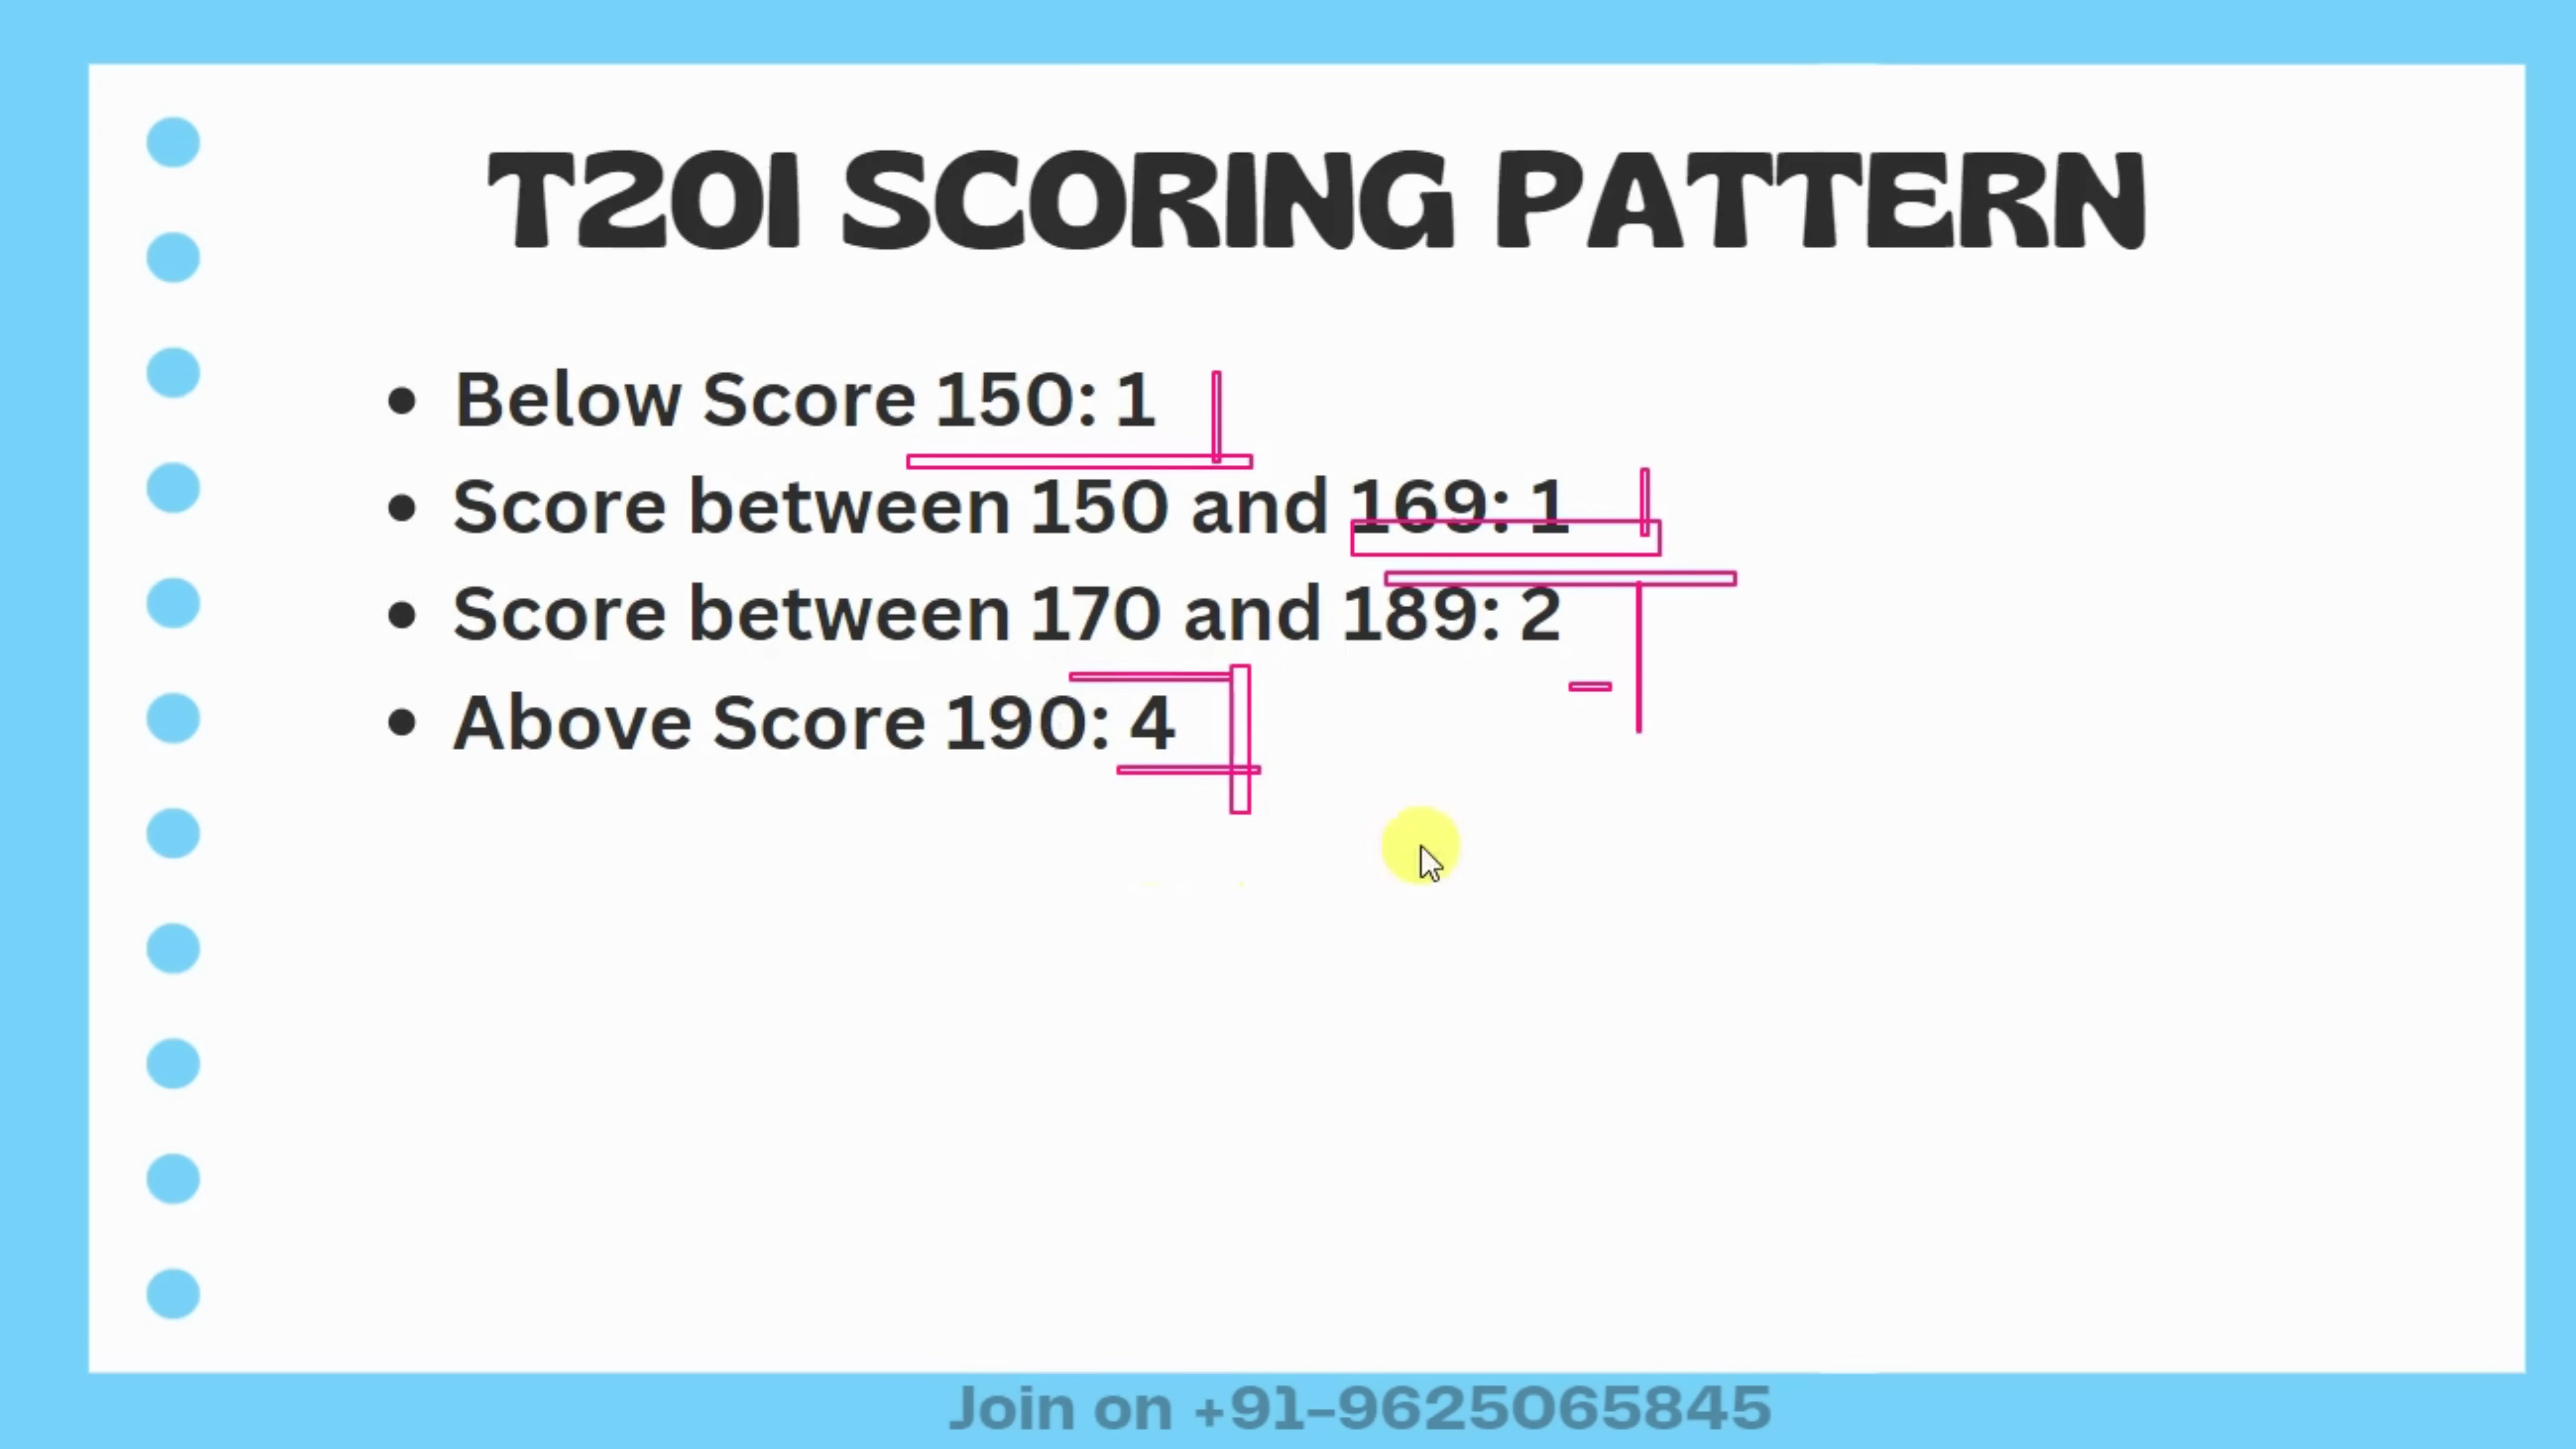 T20I SCORING PATTERN
• Below Score 150: 1
• Score between 150 and 169: 1
• Score between 170 and 189: 2
• Above Score 190: 4
Join on +91-9625065845